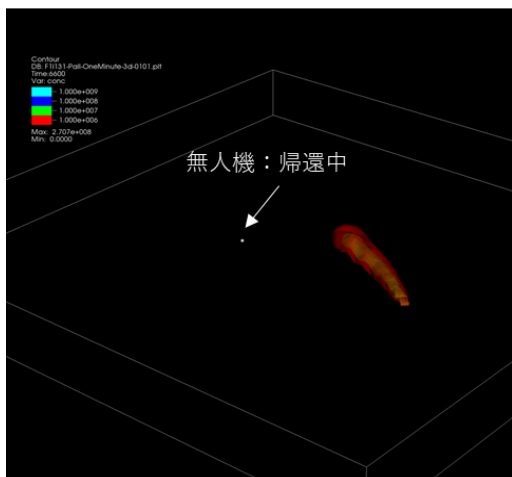 Contour
DB: F1I131-Pall-OneMinute-3d-0101.plt
Time:6600
Var: conc
1.000e+009
1.000e+008
1.000e+007
1.000e+006
Max: 2.707e+008
Min: 0.0000
無人機：帰還中